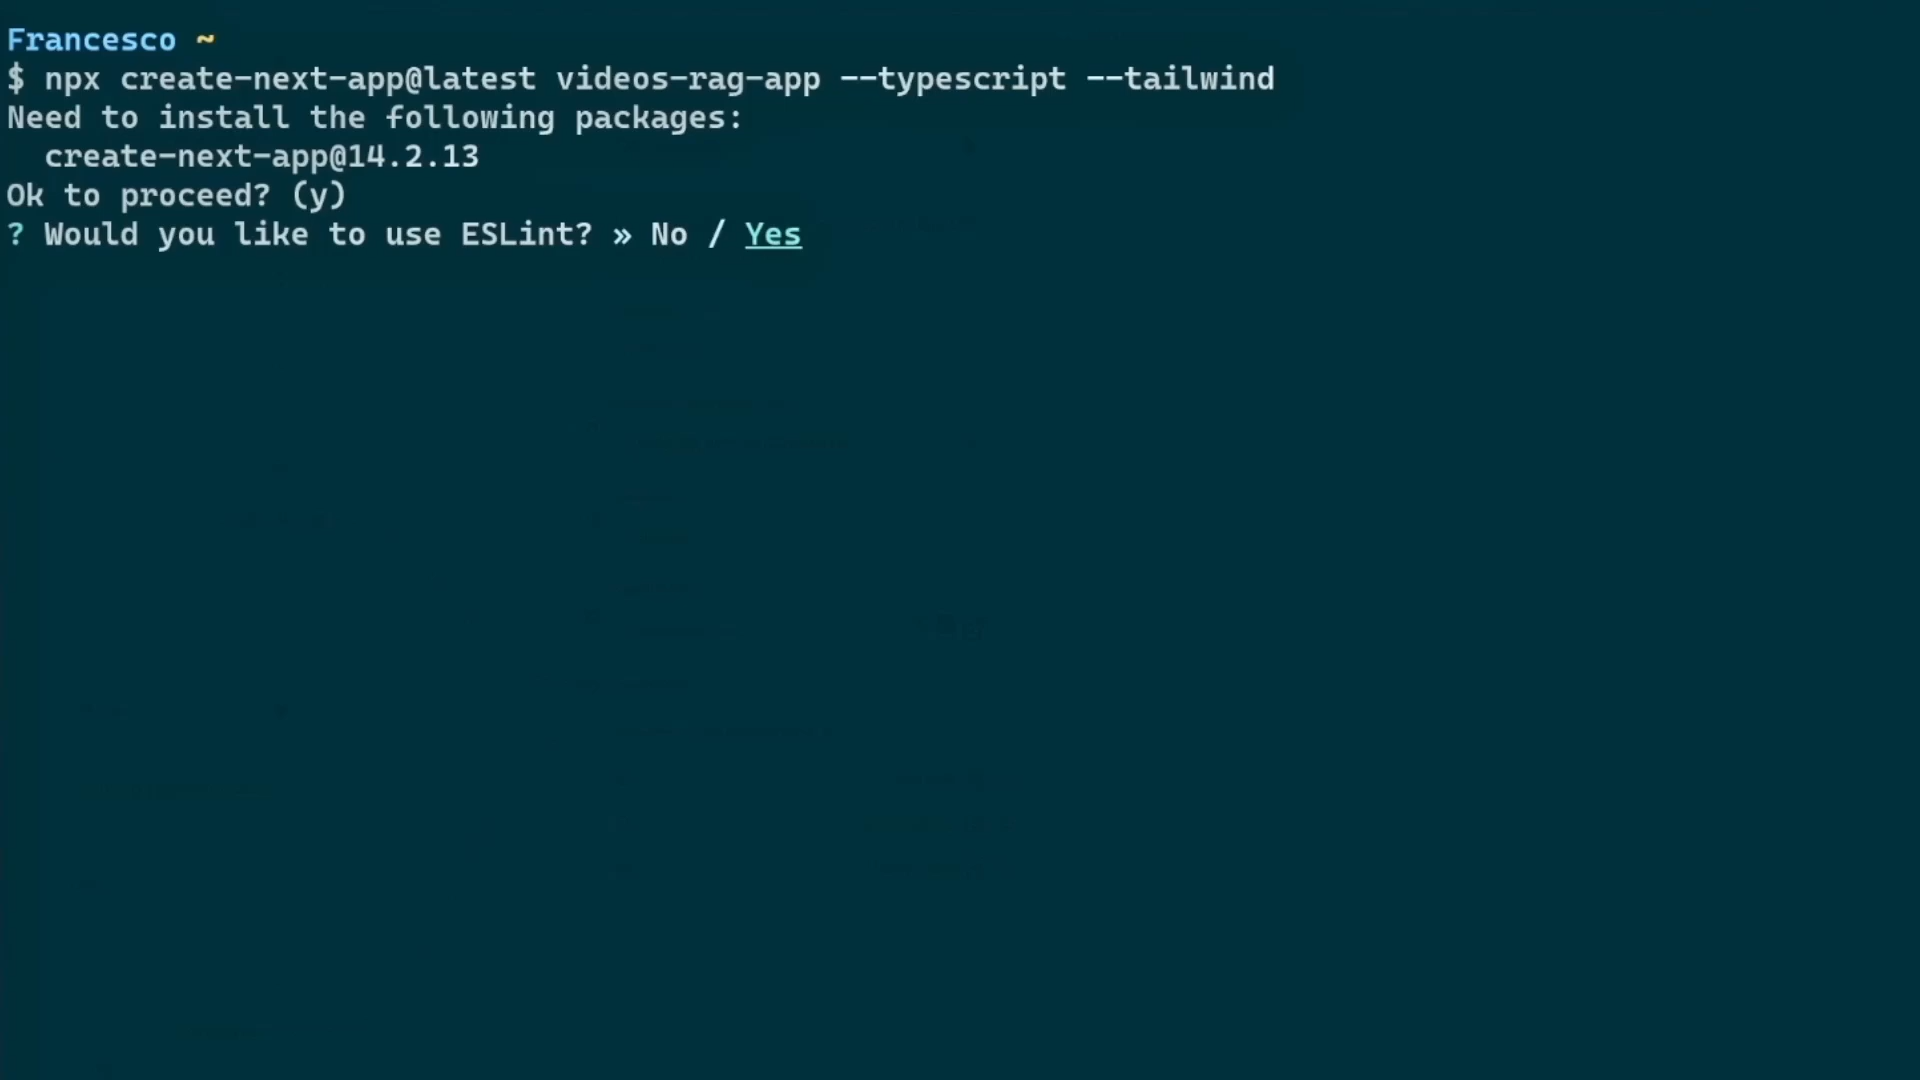 Francesco ~
$ npx create-next-app@latest videos-rag-app --typescript --tailwind
Need to install the following packages:
  create-next-app@14.2.13
Ok to proceed? (y)
? Would you like to use ESLint? » No / Yes